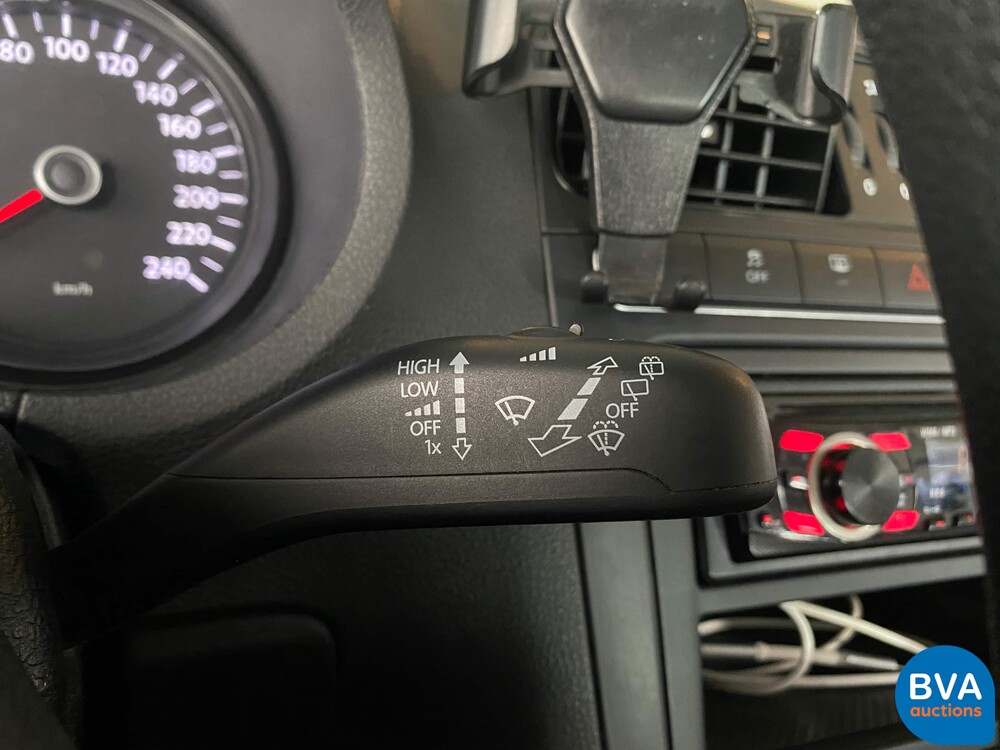 80
100
120
140
160
180
200
220
240
km/h
OFF
HIGH
LOW
OFF
1x
OFF
BVA
auctions